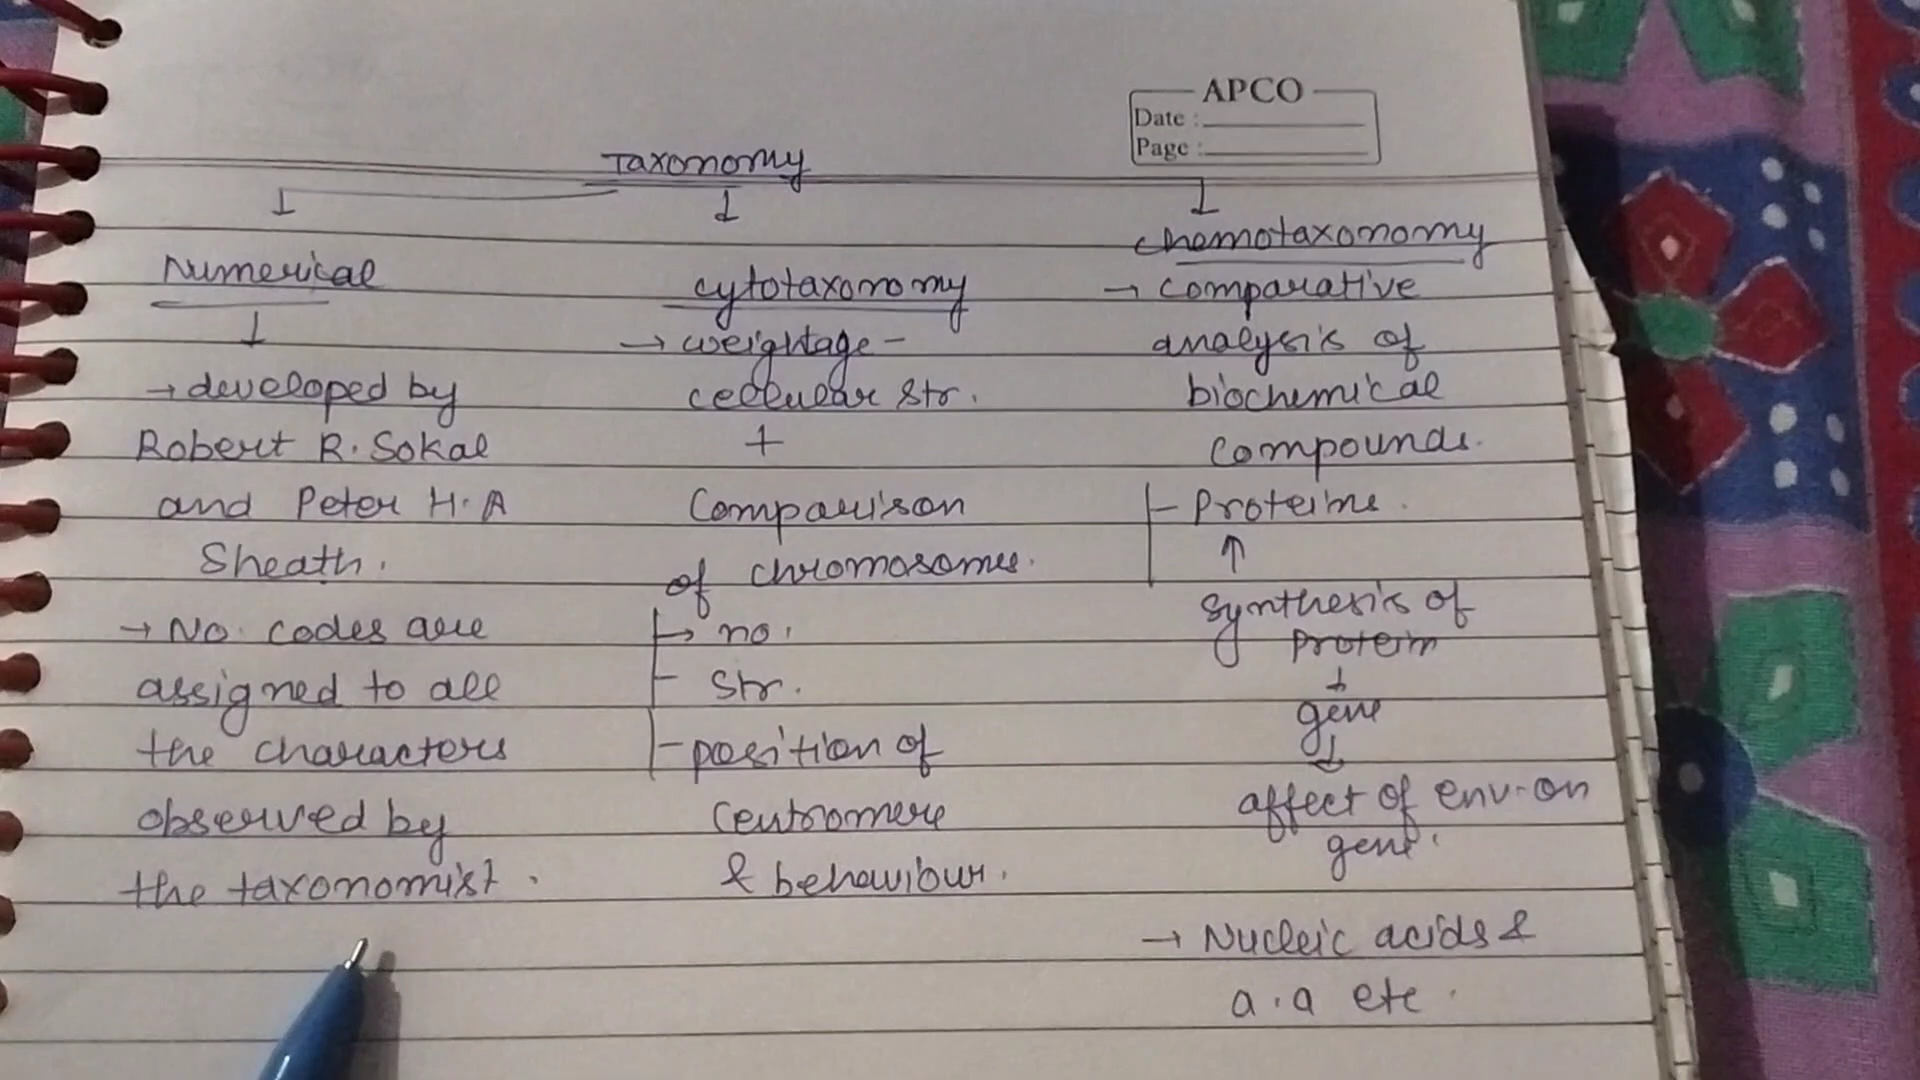 APCO
Date :
Page :
Taxonomy
Numerical
→ developed by
Robert R. Sokal
and Peter H. A
Sheath.
→ No. codes are
assigned to all
the characters
observed by
the taxonomist.
cytotaxonomy
→ weightage -
cellular str.
+
Comparison
of chromosomes.
→ no.
- Str.
- position of
Centromere
& behaviour.
chemotaxonomy
→ comparative
analysis of
biochemical
compounds.
- Proteins.
↑
Synthesis of
Protein
↓
gene
↓
affect of env. on
gene.
→ Nucleic acids &
a.a etc.